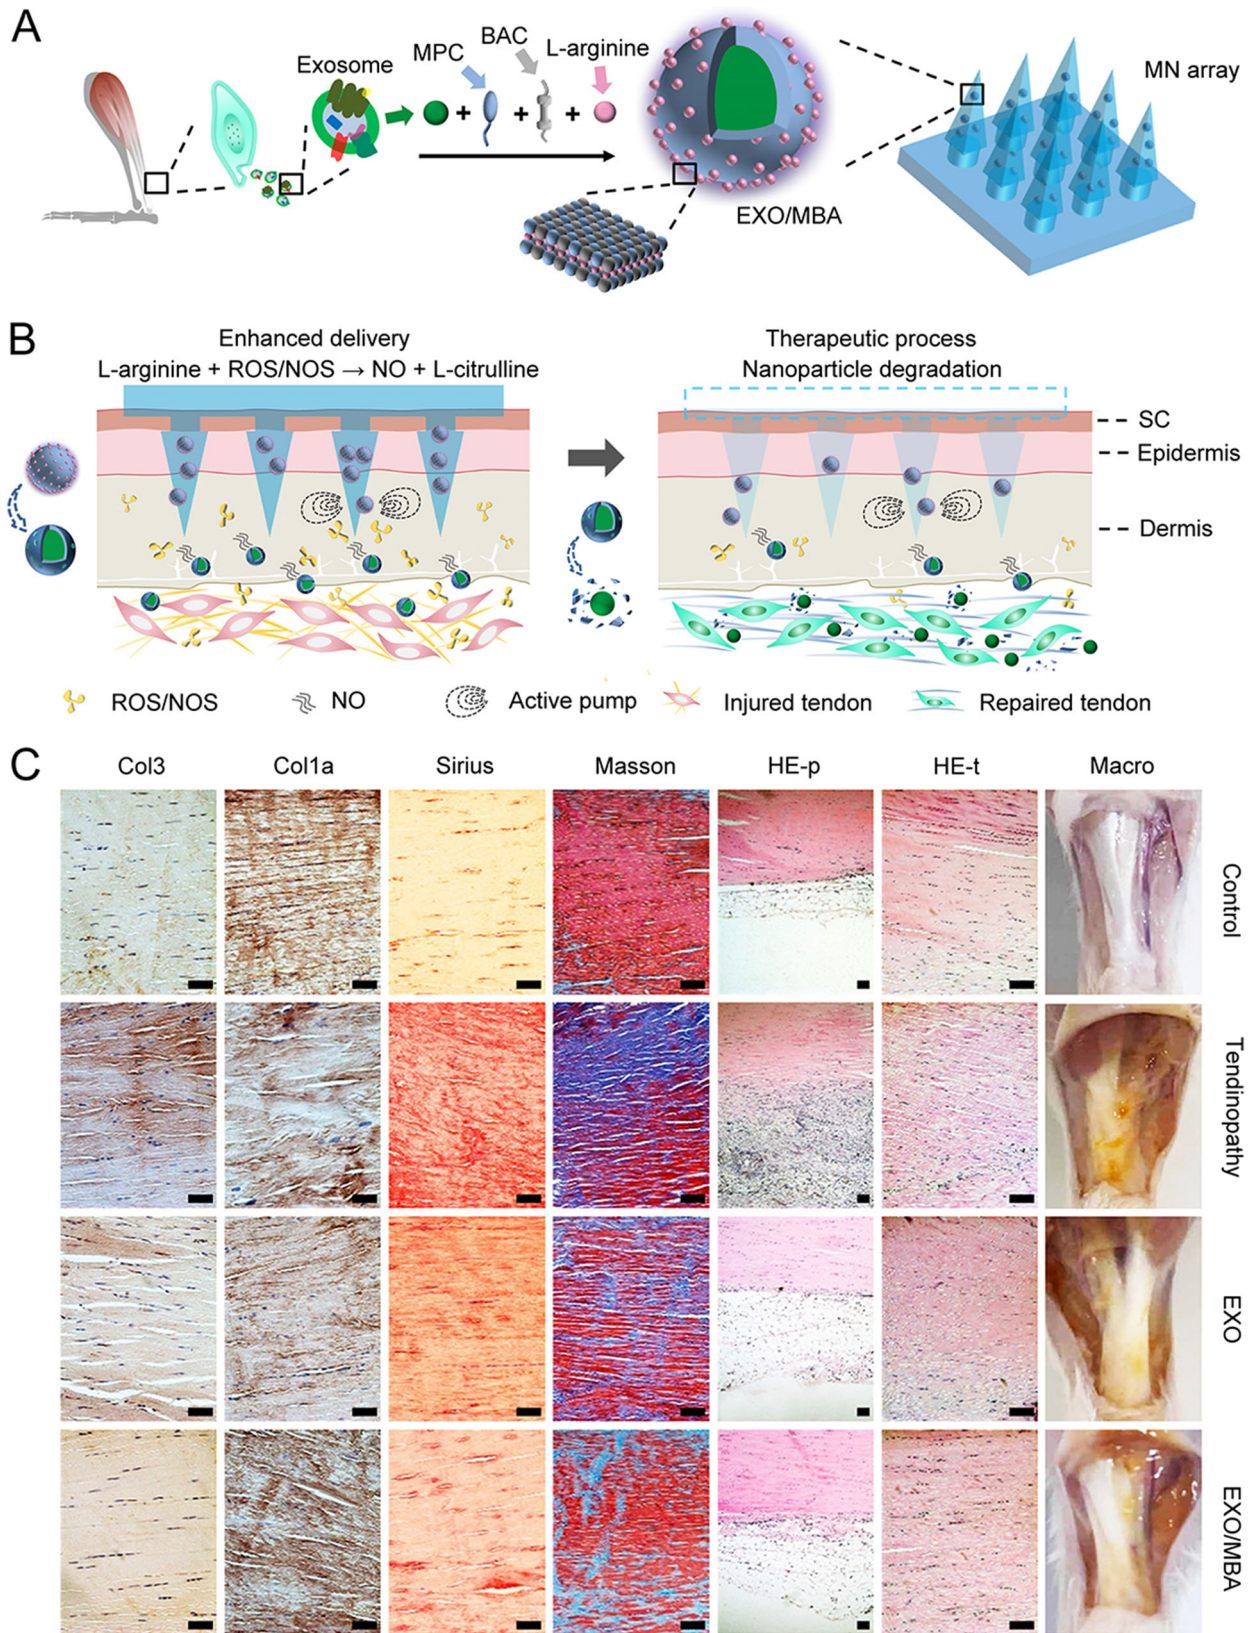 A
Exosome
MPC
BAC
L-arginine
MN array
+ + +
EXO/MBA
B
Enhanced delivery
L-arginine + ROS/NOS → NO + L-citrulline
Therapeutic process
Nanoparticle degradation
SC
Epidermis
Dermis
ROS/NOS
NO
Active pump
Injured tendon
Repaired tendon
C
Col3
Col1a
Sirius
Masson
HE-p
HE-t
Macro
Control
Tendinopathy
EXO
EXO/MBA